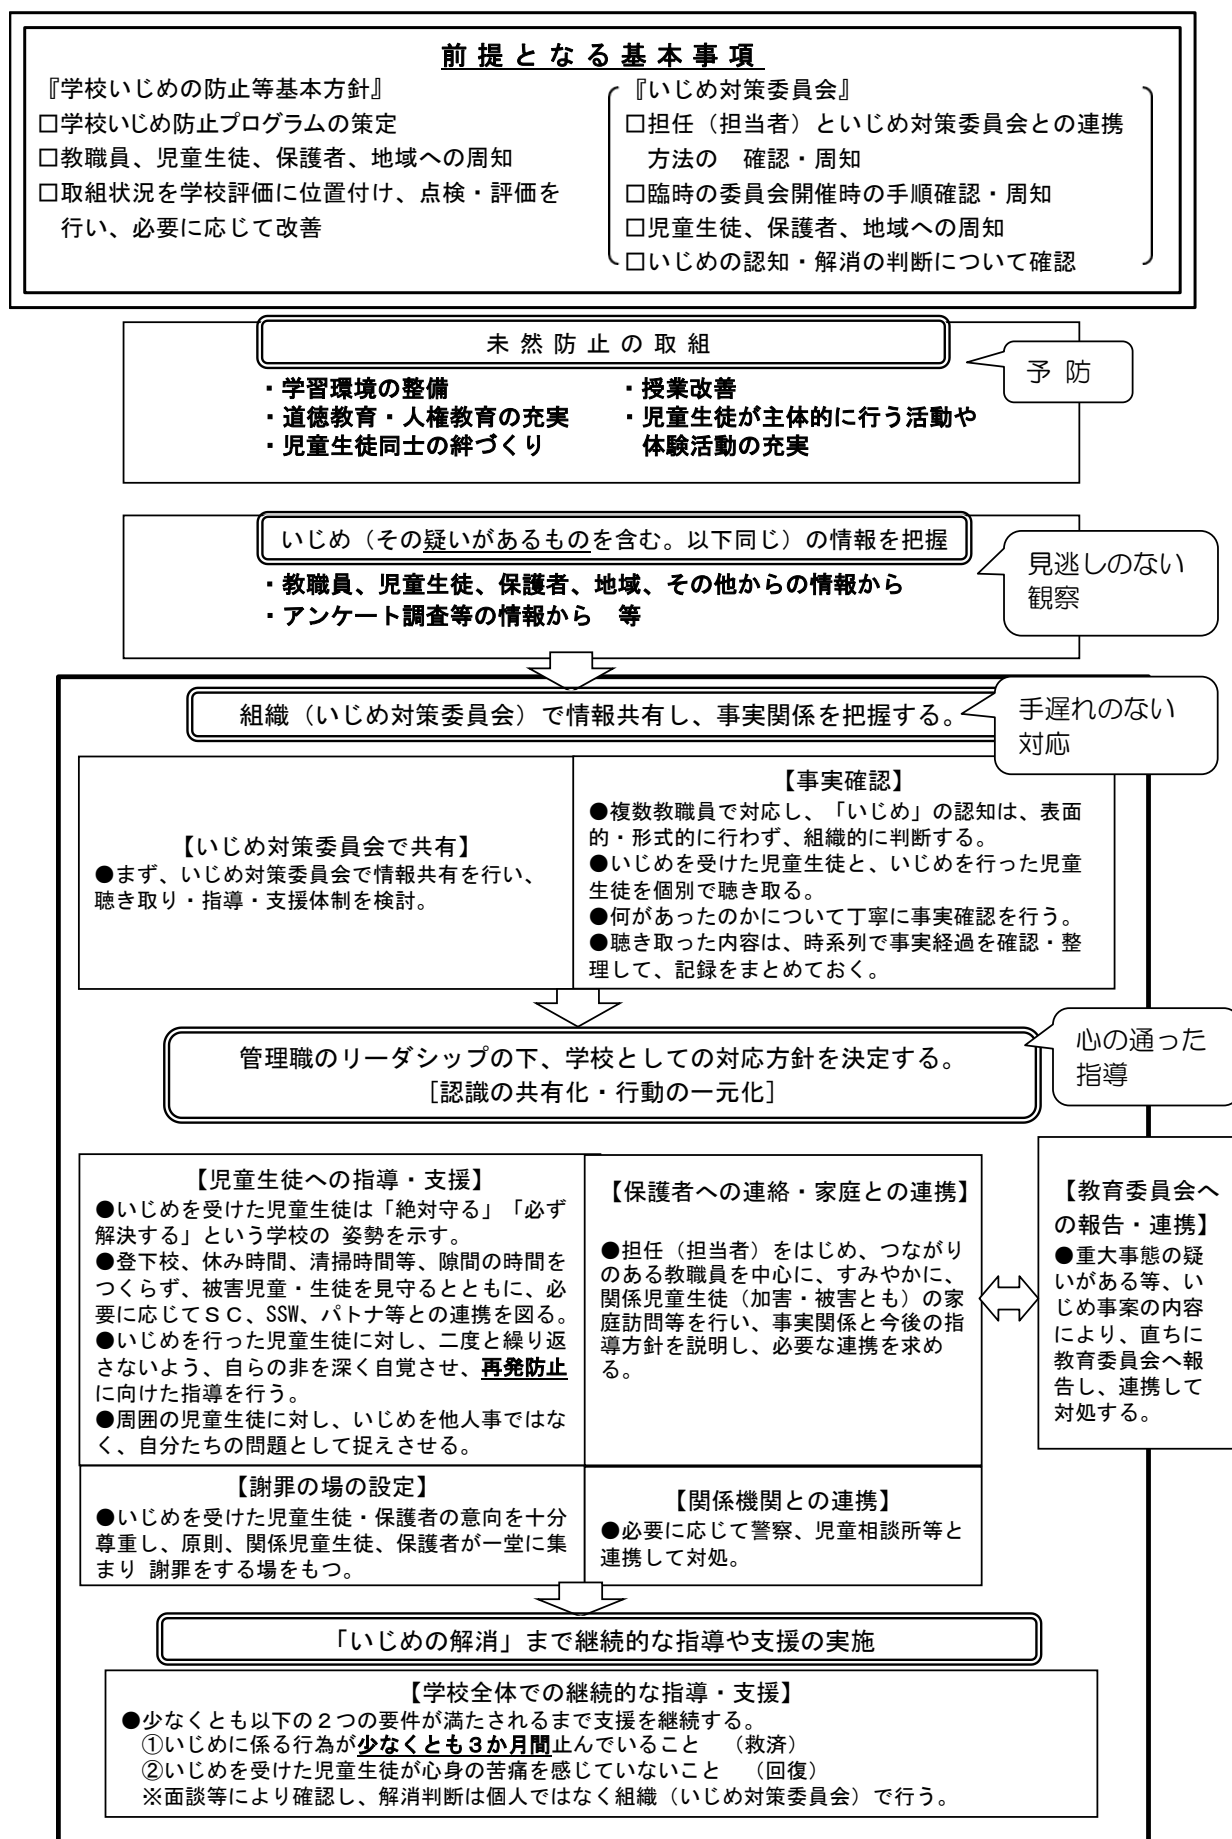 前提となる基本事項
『学校いじめの防止等基本方針』
□学校いじめ防止プログラムの策定
□教職員、児童生徒、保護者、地域への周知
□取組状況を学校評価に位置付け、点検・評価を
行い、必要に応じて改善
『いじめ対策委員会』
□担任（担当者）といじめ対策委員会との連携
方法の　確認・周知
□臨時の委員会開催時の手順確認・周知
□児童生徒、保護者、地域への周知
□いじめの認知・解消の判断について確認
未然防止の取組
予 防
・学習環境の整備
・道徳教育・人権教育の充実
・児童生徒同士の絆づくり
・授業改善
・児童生徒が主体的に行う活動や
体験活動の充実
いじめ（その疑いがあるものを含む。以下同じ）の情報を把握
見逃しのない
観察
・教職員、児童生徒、保護者、地域、その他からの情報から
・アンケート調査等の情報から　等
組織（いじめ対策委員会）で情報共有し、事実関係を把握する。
手遅れのない
対応
【いじめ対策委員会で共有】
●まず、いじめ対策委員会で情報共有を行い、
聴き取り・指導・支援体制を検討。
【事実確認】
●複数教職員で対応し、「いじめ」の認知は、表面
的・形式的に行わず、組織的に判断する。
●いじめを受けた児童生徒と、いじめを行った児童
生徒を個別で聴き取る。
●何があったのかについて丁寧に事実確認を行う。
●聴き取った内容は、時系列で事実経過を確認・整
理して、記録をまとめておく。
管理職のリーダシップの下、学校としての対応方針を決定する。
［認識の共有化・行動の一元化］
心の通った
指導
【児童生徒への指導・支援】
●いじめを受けた児童生徒は「絶対守る」「必ず
解決する」という学校の 姿勢を示す。
●登下校、休み時間、清掃時間等、隙間の時間を
つくらず、被害児童・生徒を見守るとともに、必
要に応じてＳＣ、SSW、パトナ等との連携を図る。
●いじめを行った児童生徒に対し、二度と繰り返
さないよう、自らの非を深く自覚させ、再発防止
に向けた指導を行う。
●周囲の児童生徒に対し、いじめを他人事ではな
く、自分たちの問題として捉えさせる。
【保護者への連絡・家庭との連携】
●担任（担当者）をはじめ、つながり
のある教職員を中心に、すみやかに、
関係児童生徒（加害・被害とも）の家
庭訪問等を行い、事実関係と今後の指
導方針を説明し、必要な連携を求め
る。
【教育委員会へ
の報告・連携】
●重大事態の疑
いがある等、い
じめ事案の内容
により、直ちに
教育委員会へ報
告し、連携して
対処する。
【謝罪の場の設定】
●いじめを受けた児童生徒・保護者の意向を十分
尊重し、原則、関係児童生徒、保護者が一堂に集
まり 謝罪をする場をもつ。
【関係機関との連携】
●必要に応じて警察、児童相談所等と
連携して対処。
「いじめの解消」まで継続的な指導や支援の実施
【学校全体での継続的な指導・支援】
●少なくとも以下の２つの要件が満たされるまで支援を継続する。
①いじめに係る行為が少なくとも３か月間止んでいること　（救済）
②いじめを受けた児童生徒が心身の苦痛を感じていないこと　（回復）
※面談等により確認し、解消判断は個人ではなく組織（いじめ対策委員会）で行う。